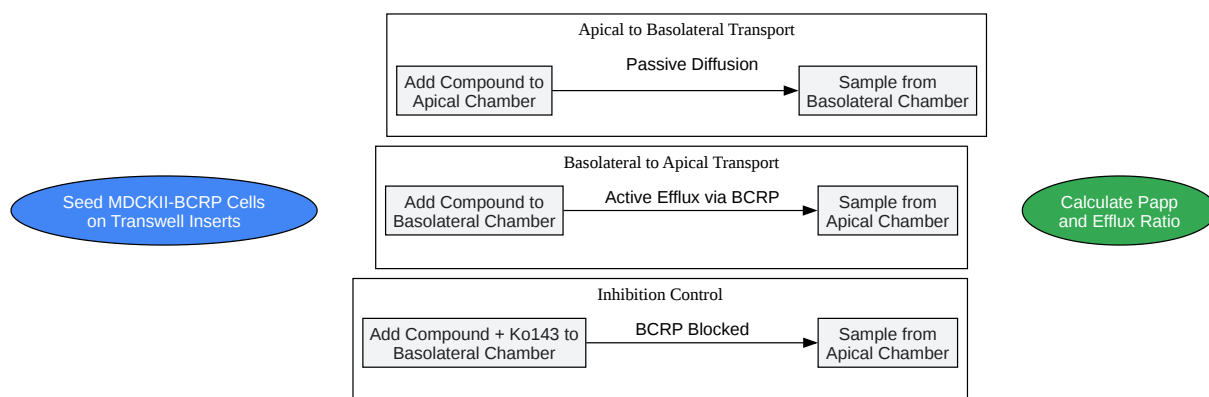 Apical to Basolateral Transport
Passive Diffusion
Add Compound to
Apical Chamber
Sample from
Basolateral Chamber
Seed MDCKII-BCRP Cells
on Transwell Inserts
Basolateral to Apical Transport
Active Efflux via BCRP
Add Compound to
Basolateral Chamber
Sample from
Apical Chamber
Calculate Papp
and Efflux Ratio
Inhibition Control
BCRP Blocked
Add Compound + Ko143 to
Basolateral Chamber
Sample from
Apical Chamber